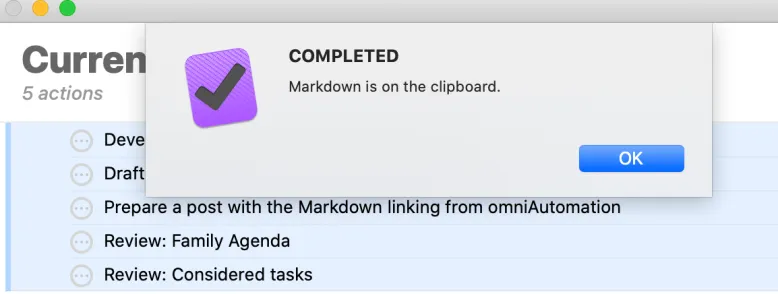 Curren
5 actions
COMPLETED
Markdown is on the clipboard.
OK
Deve
Draft
Prepare a post with the Markdown linking from omniAutomation
Review: Family Agenda
Review: Considered tasks